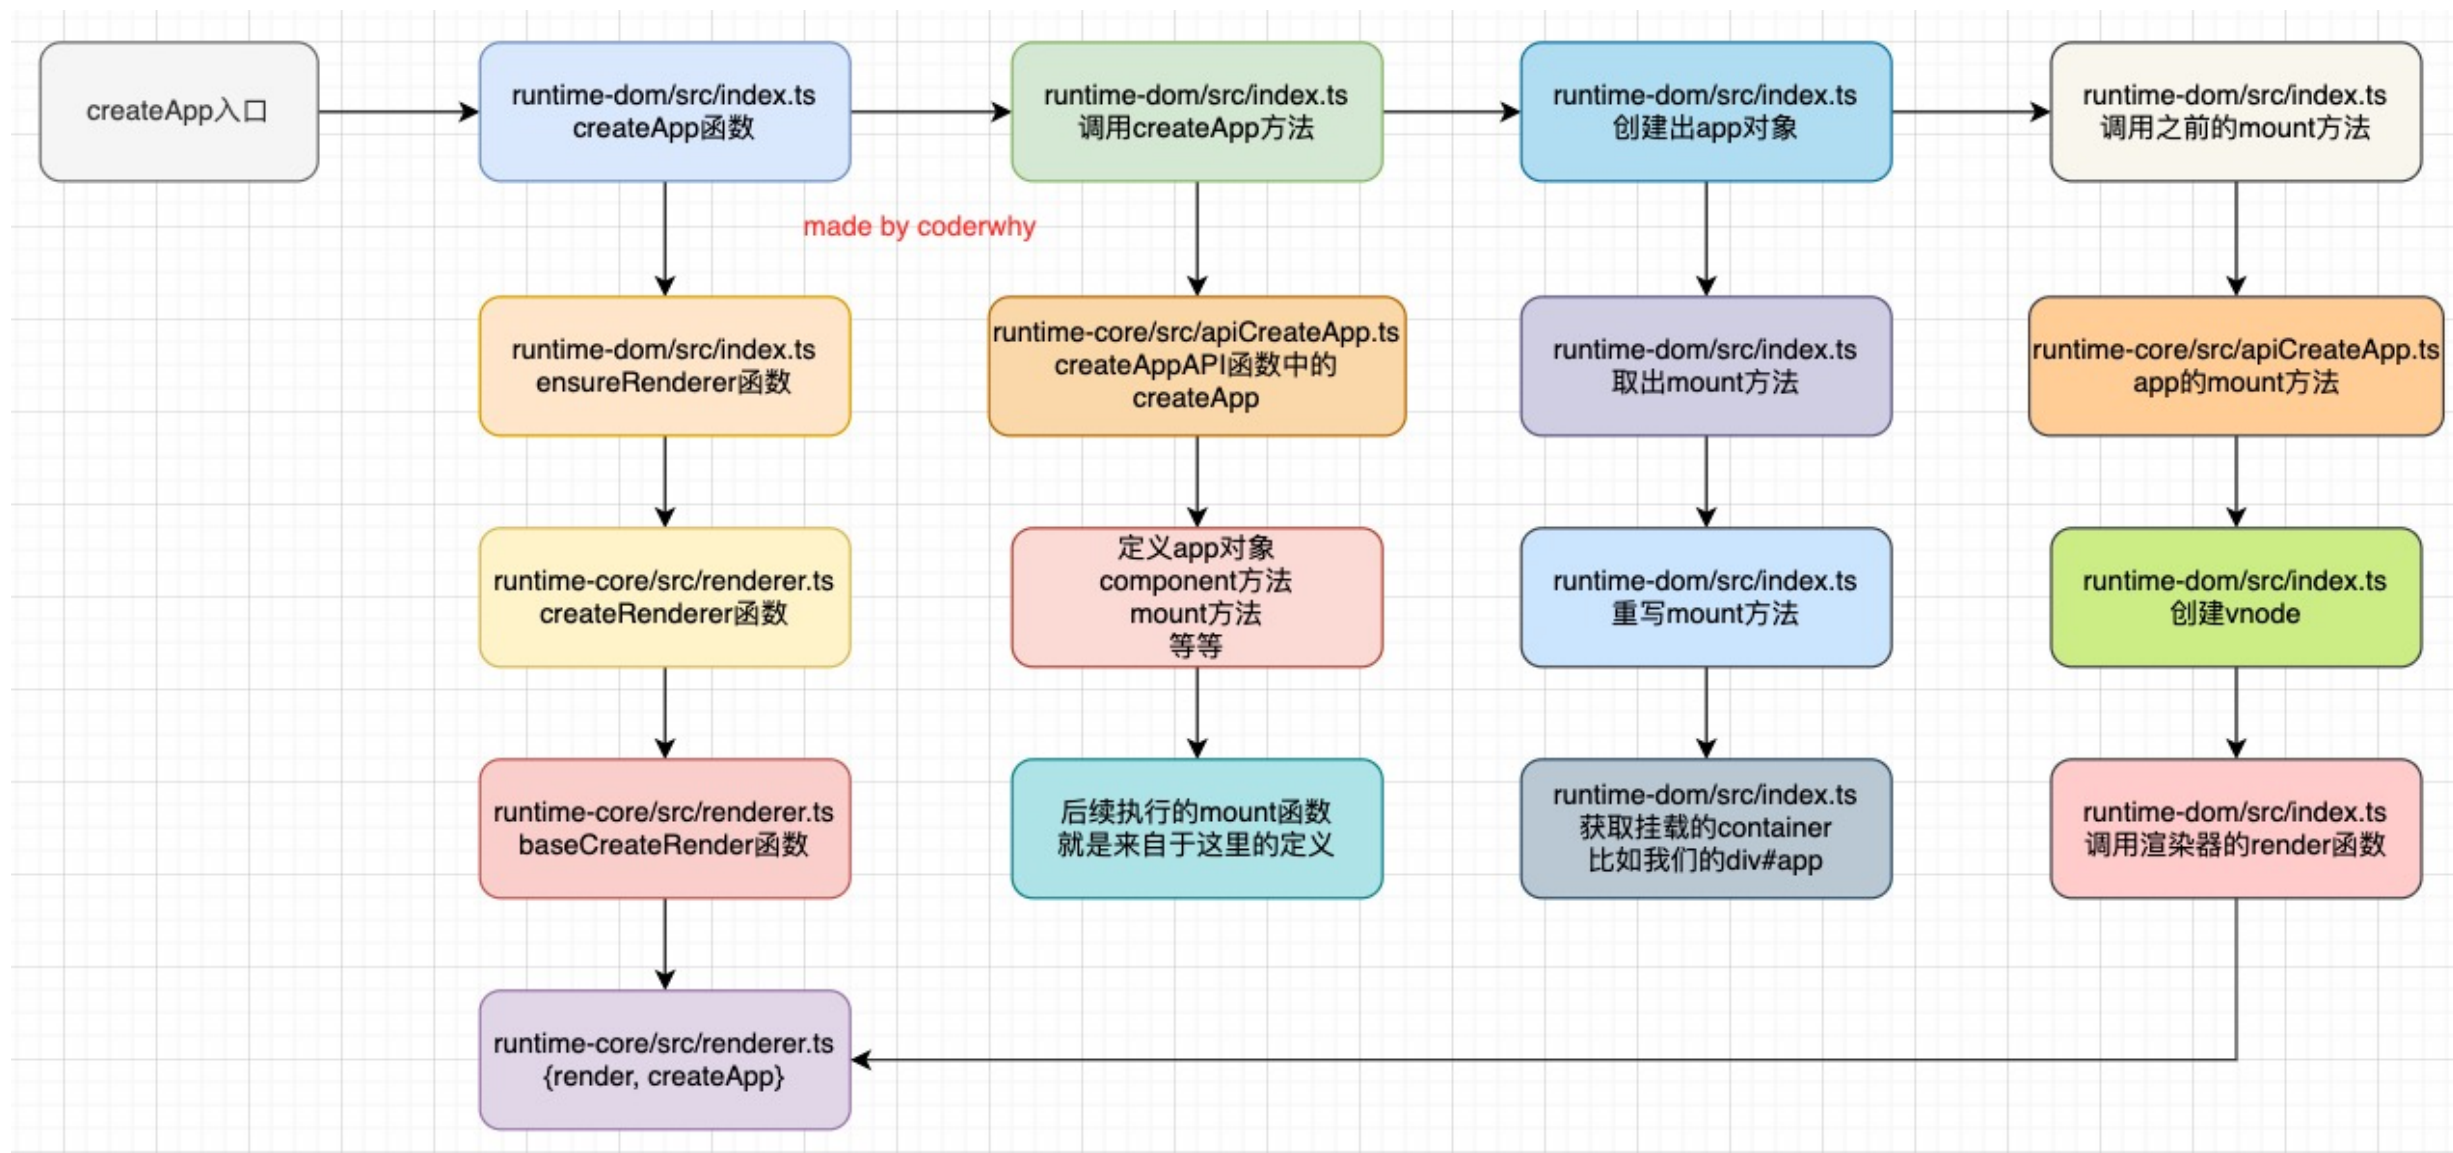 createApp入口
runtime-dom/src/index.ts
createApp函数
runtime-dom/src/index.ts
调用createApp方法
runtime-dom/src/index.ts
创建出app对象
runtime-dom/src/index.ts
调用之前的mount方法
made by coderwhy
runtime-dom/src/index.ts
ensureRenderer函数
runtime-core/src/apiCreateApp.ts
createAppAPI函数中的
createApp
runtime-dom/src/index.ts
取出mount方法
runtime-core/src/apiCreateApp.ts
app的mount方法
runtime-core/src/renderer.ts
createRenderer函数
定义app对象
component方法
mount方法
等等
runtime-dom/src/index.ts
重写mount方法
runtime-dom/src/index.ts
创建vnode
runtime-core/src/renderer.ts
baseCreateRender函数
后续执行的mount函数
就是来自于这里的定义
runtime-dom/src/index.ts
获取挂载的container
比如我们的div#app
runtime-dom/src/index.ts
调用渲染器的render函数
runtime-core/src/renderer.ts
{render, createApp}